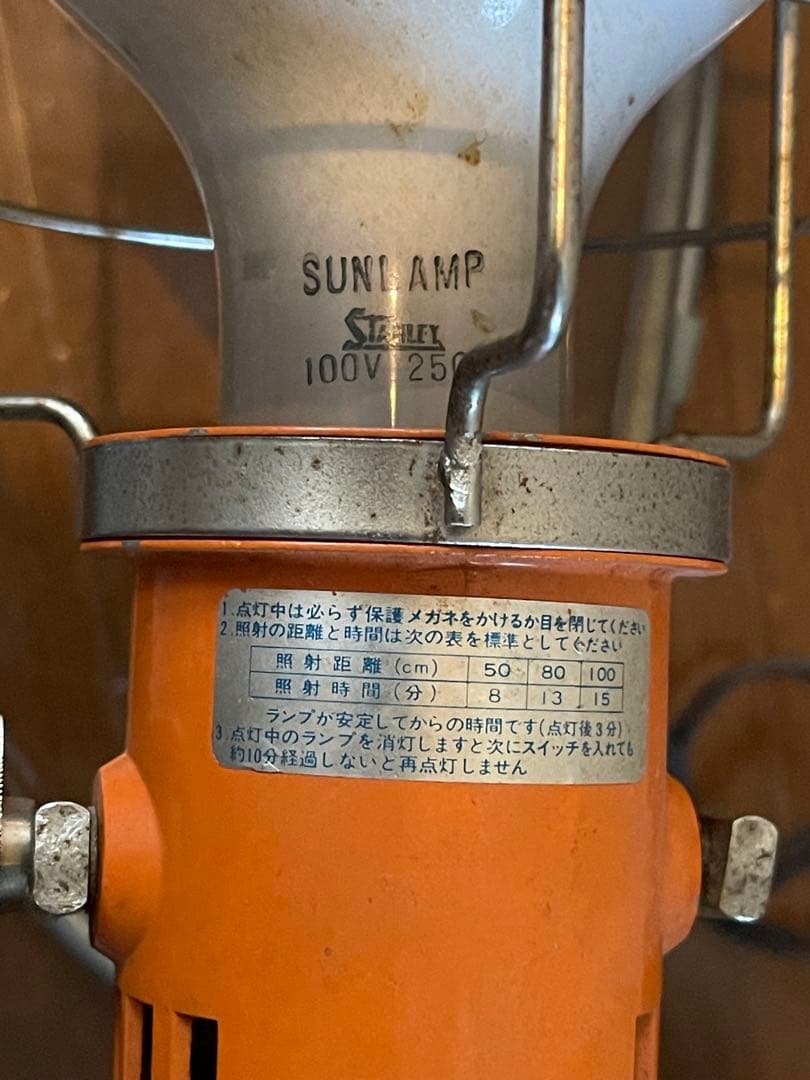 SUNLAMP
STANLEY
100V 250
1.点灯中は必らず保護メガネをかけるか目を閉じてください
2.照射の距離と時間は次の表を標準としてください
照射距離(cm) 50 80 100
照射時間(分) 8 13 15
ランプが安定してからの時間です(点灯後3分)
3.点灯中のランプを消灯しますと次にスイッチを入れても
約10分経過しないと再点灯しません